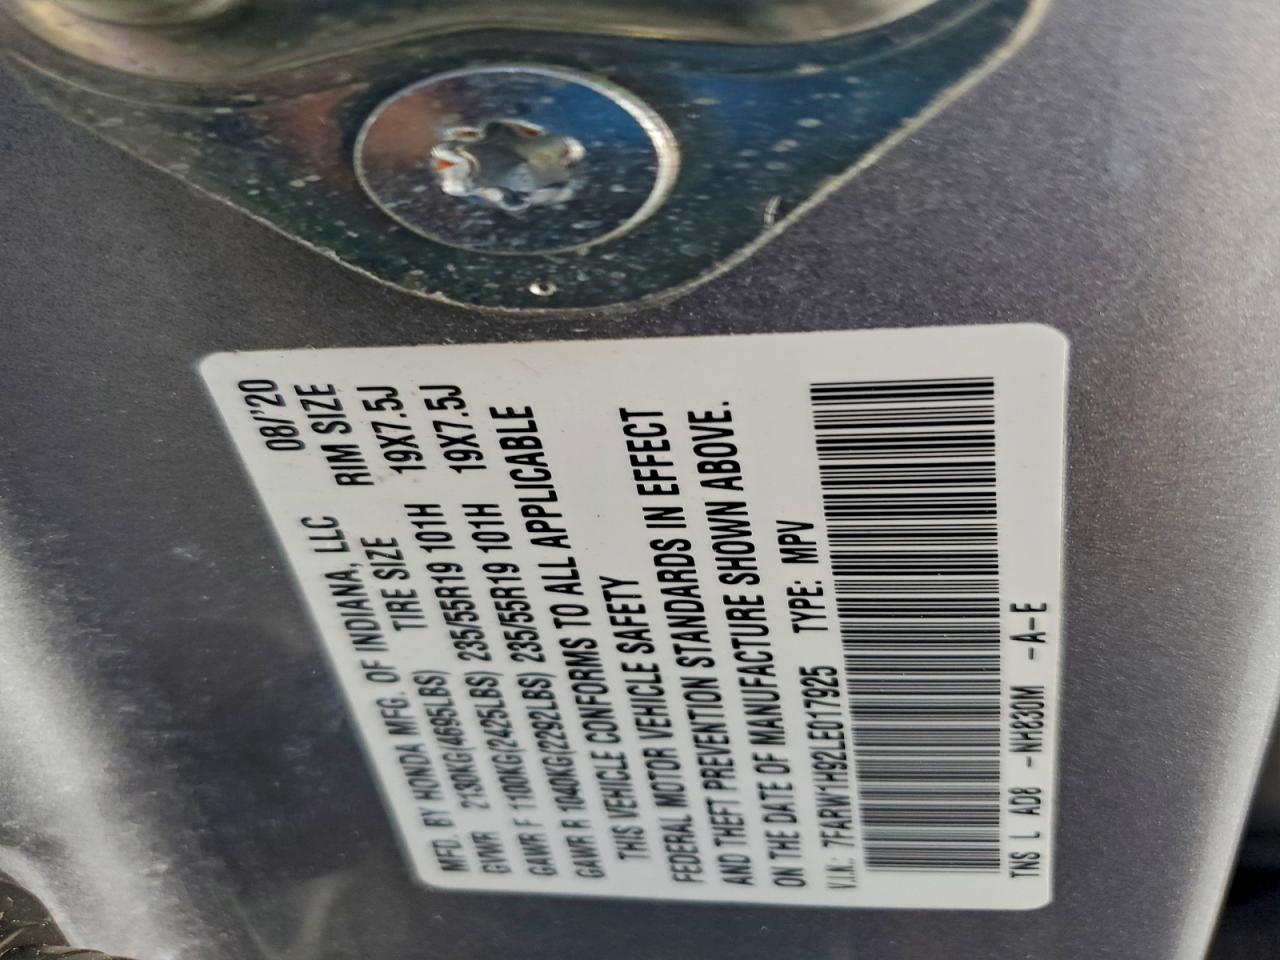 MFD. BY HONDA MFG. OF INDIANA, LLC 08/'20
GVWR 2130KG(4695LBS) TIRE SIZE RIM SIZE
GAWR F 1100KG(2425LBS) 235/55R19 101H 19X7.5J
GAWR R 1040KG(2292LBS) 235/55R19 101H 19X7.5J
THIS VEHICLE CONFORMS TO ALL APPLICABLE
FEDERAL MOTOR VEHICLE SAFETY
AND THEFT PREVENTION STANDARDS IN EFFECT
ON THE DATE OF MANUFACTURE SHOWN ABOVE.
V.I.N.: 7FARW1H92LE017925 TYPE: MPV
TNS L AD8 -NH830M -A-E